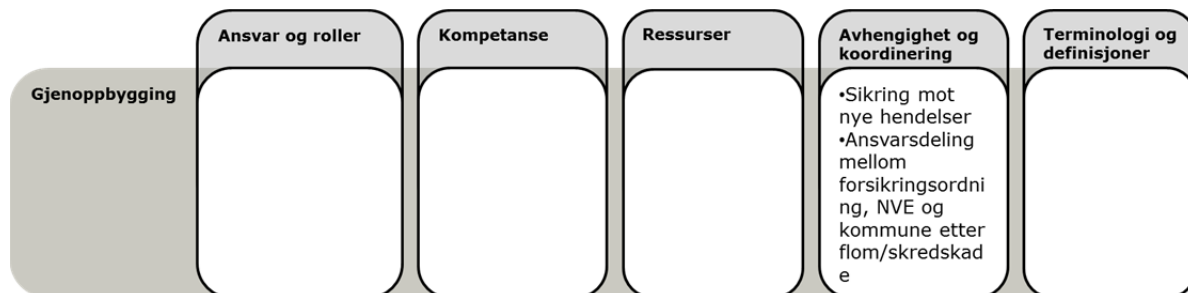 Ansvar og roller
Kompetanse
Ressurser
Avhengighet og
koordinering
Terminologi og
definisjoner
Gjenoppbygging
•Sikring mot
nye hendelser
•Ansvarsdeling
mellom
forsikringsordni
ng, NVE og
kommune etter
flom/skredskad
e